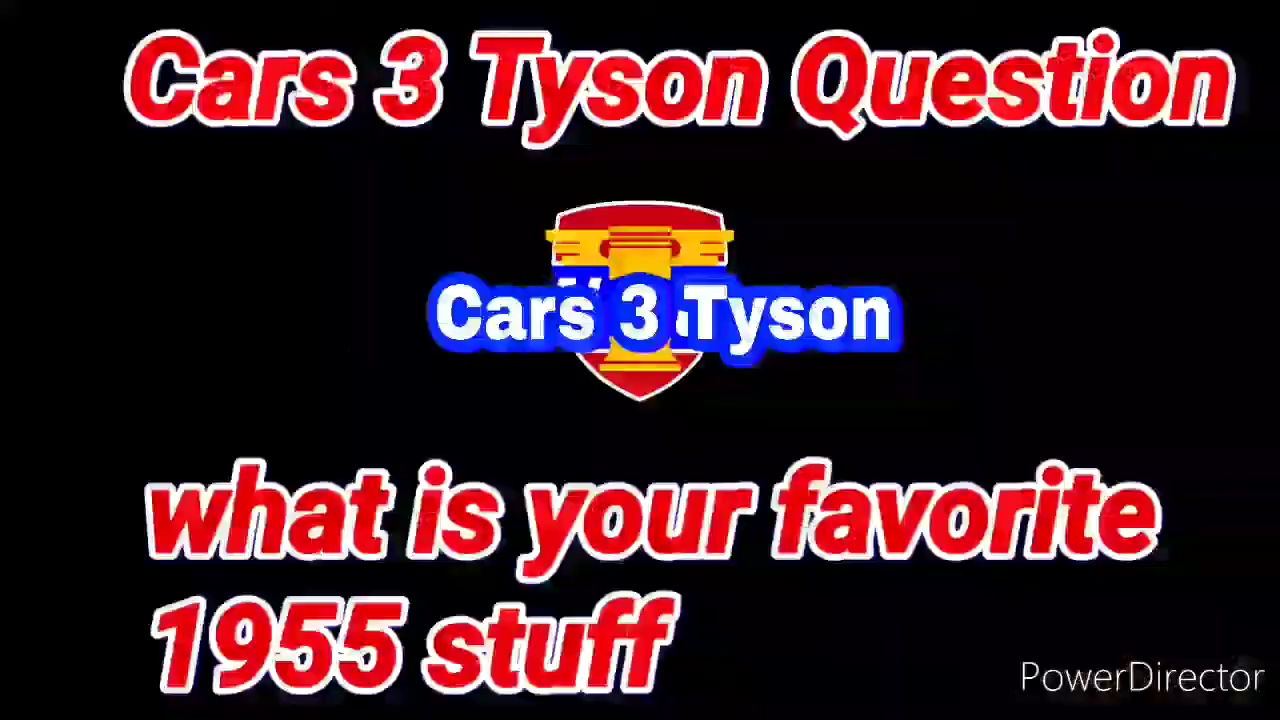 Cars 3 Tyson Question
Cars 3 Tyson
what is your favorite
1955 stuff
PowerDirector